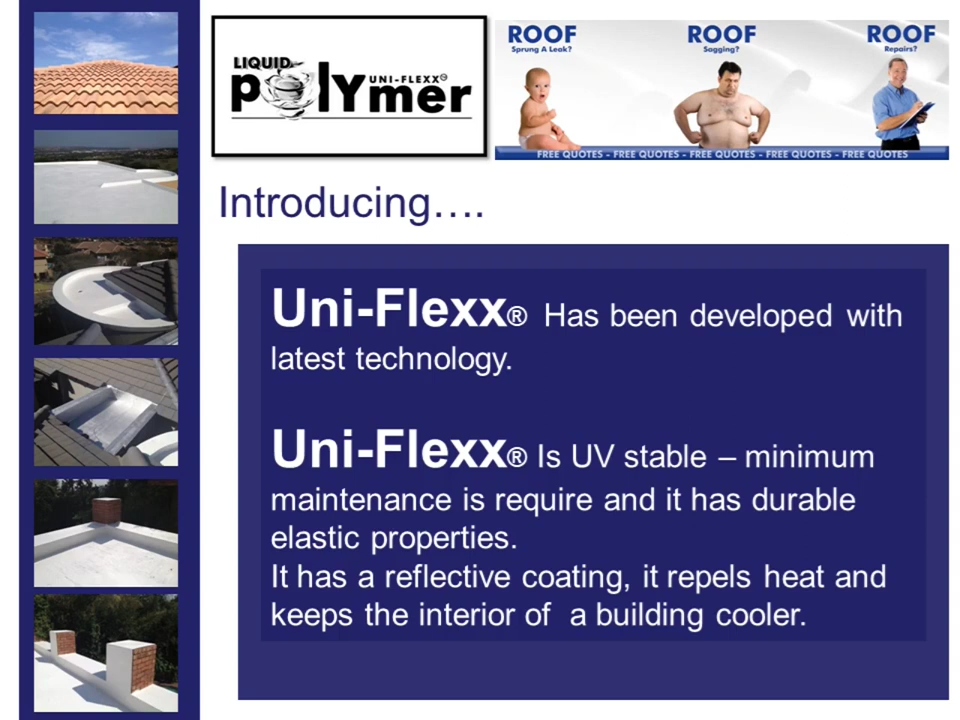 LIQUID
polymer
UNI-FLEXX®
ROOF
Sprung A Leak?
ROOF
Sagging?
ROOF
Repairs?
FREE QUOTES - FREE QUOTES - FREE QUOTES - FREE QUOTES - FREE QUOTES
Introducing….
Uni-Flexx® Has been developed with
latest technology.
Uni-Flexx® Is UV stable – minimum
maintenance is require and it has durable
elastic properties.
It has a reflective coating, it repels heat and
keeps the interior of a building cooler.